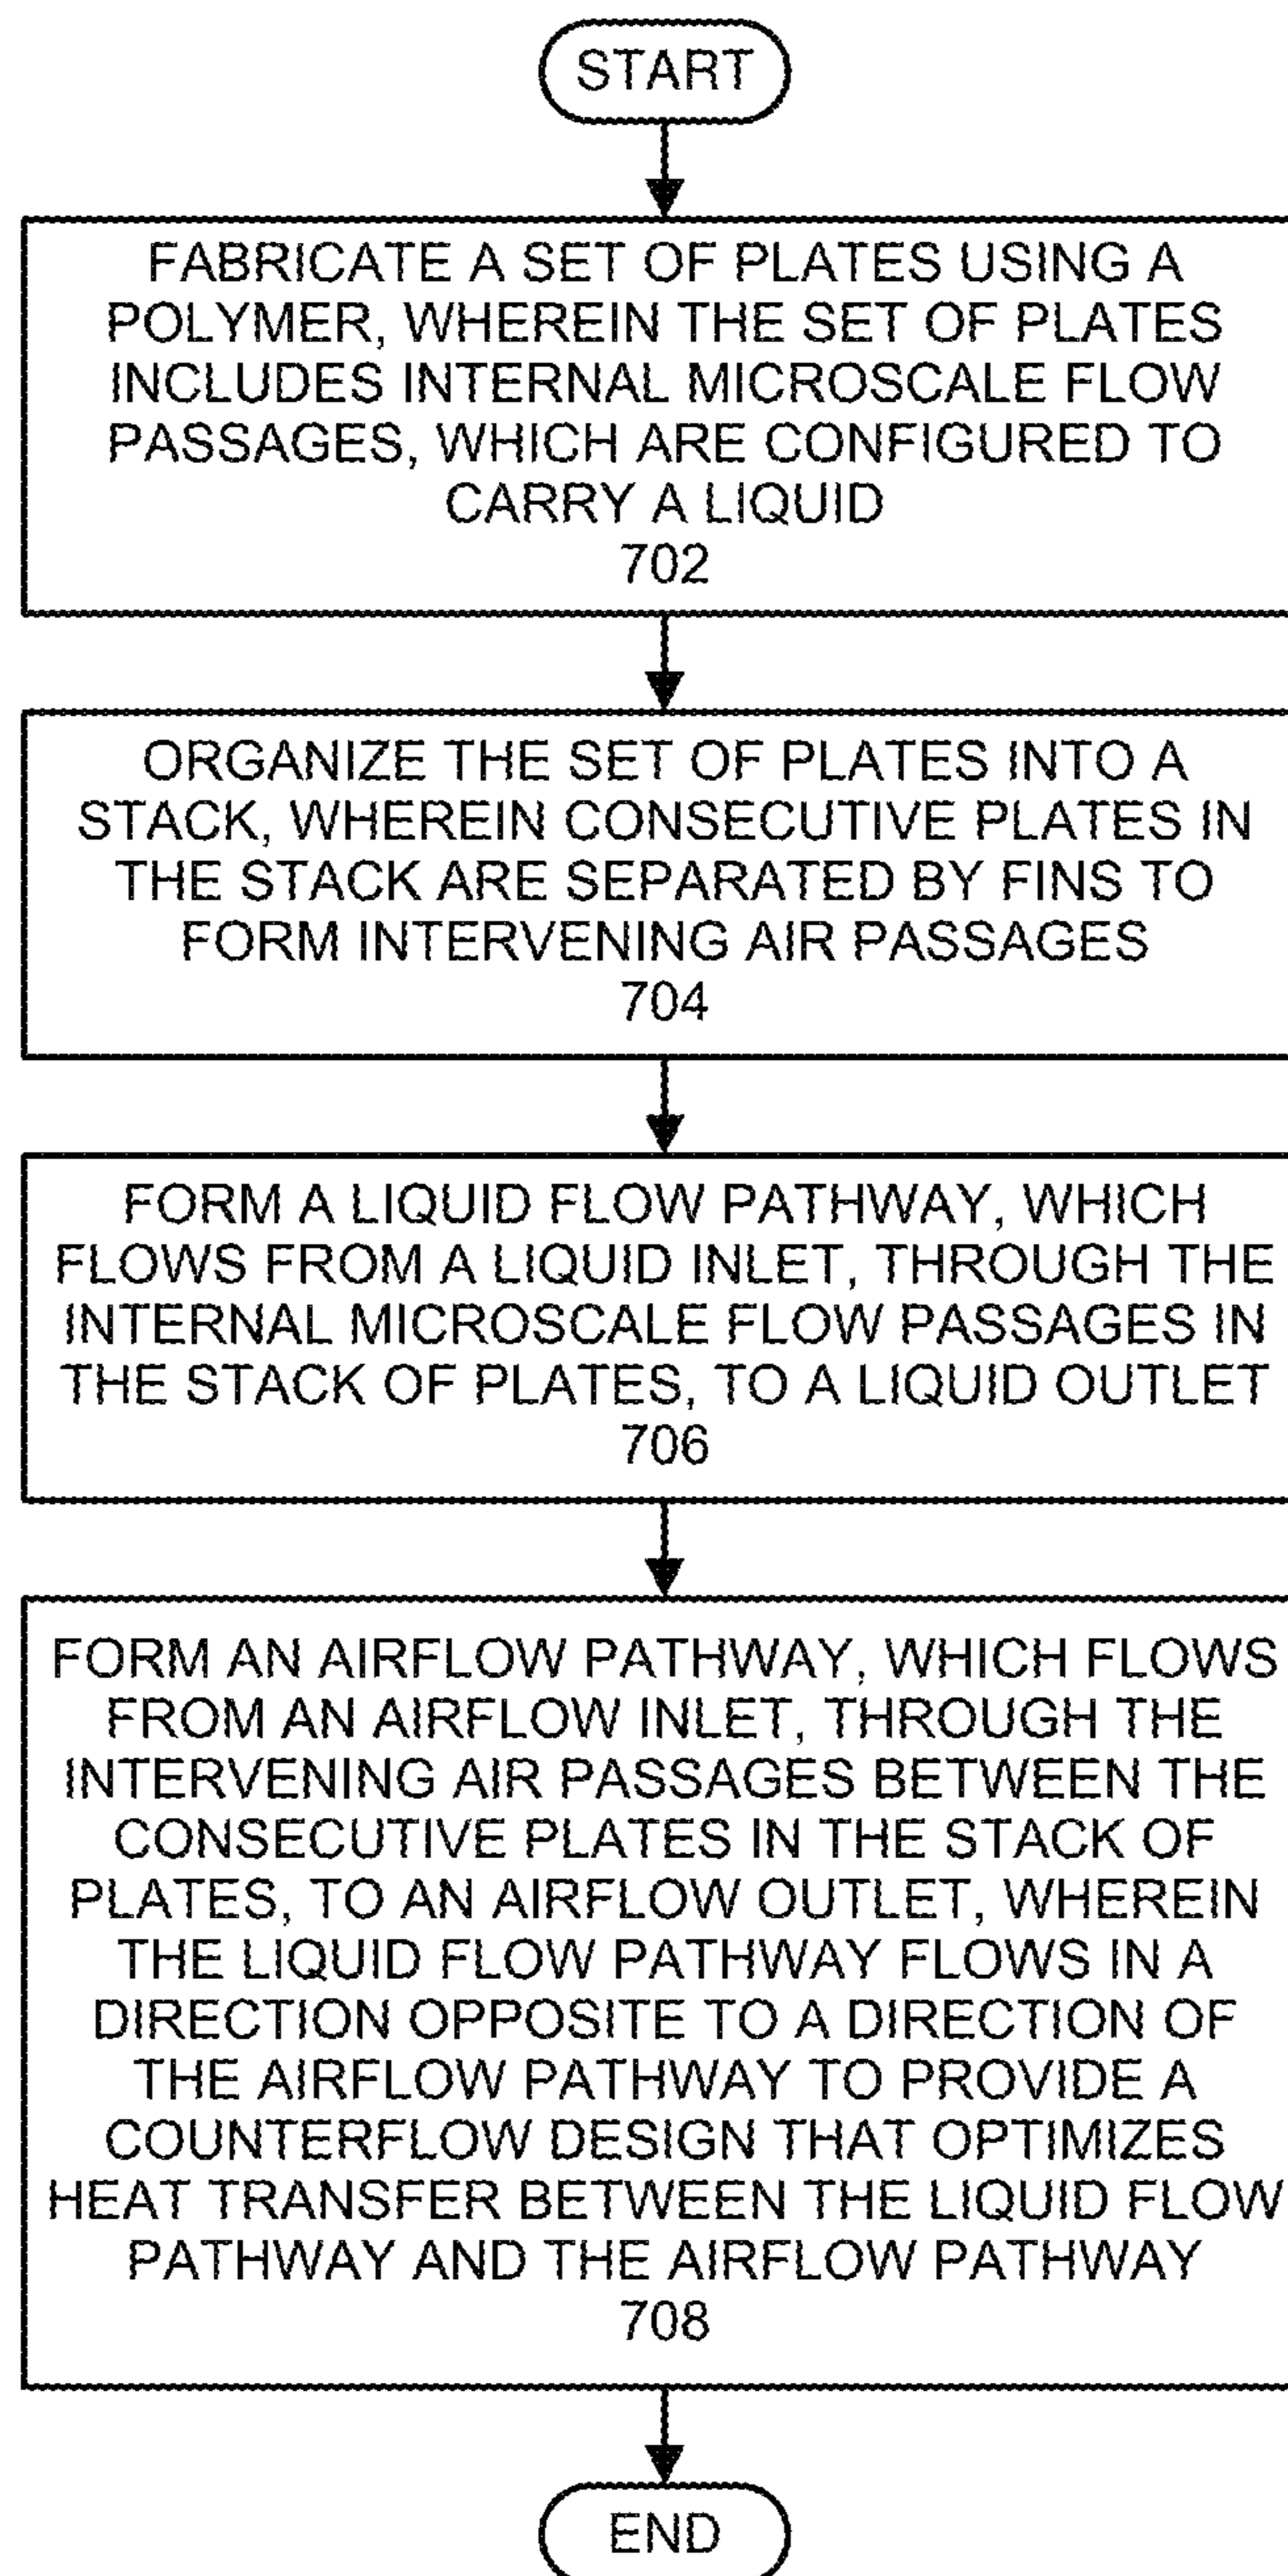 START
FABRICATE A SET OF PLATES USING A
POLYMER, WHEREIN THE SET OF PLATES
INCLUDES INTERNAL MICROSCALE FLOW
PASSAGES, WHICH ARE CONFIGURED TO
CARRY A LIQUID
702
ORGANIZE THE SET OF PLATES INTO A
STACK, WHEREIN CONSECUTIVE PLATES IN
THE STACK ARE SEPARATED BY FINS TO
FORM INTERVENING AIR PASSAGES
704
FORM A LIQUID FLOW PATHWAY, WHICH
FLOWS FROM A LIQUID INLET, THROUGH THE
INTERNAL MICROSCALE FLOW PASSAGES IN
THE STACK OF PLATES, TO A LIQUID OUTLET
706
FORM AN AIRFLOW PATHWAY, WHICH FLOWS
FROM AN AIRFLOW INLET, THROUGH THE
INTERVENING AIR PASSAGES BETWEEN THE
CONSECUTIVE PLATES IN THE STACK OF
PLATES, TO AN AIRFLOW OUTLET, WHEREIN
THE LIQUID FLOW PATHWAY FLOWS IN A
DIRECTION OPPOSITE TO A DIRECTION OF
THE AIRFLOW PATHWAY TO PROVIDE A
COUNTERFLOW DESIGN THAT OPTIMIZES
HEAT TRANSFER BETWEEN THE LIQUID FLOW
PATHWAY AND THE AIRFLOW PATHWAY
708
END